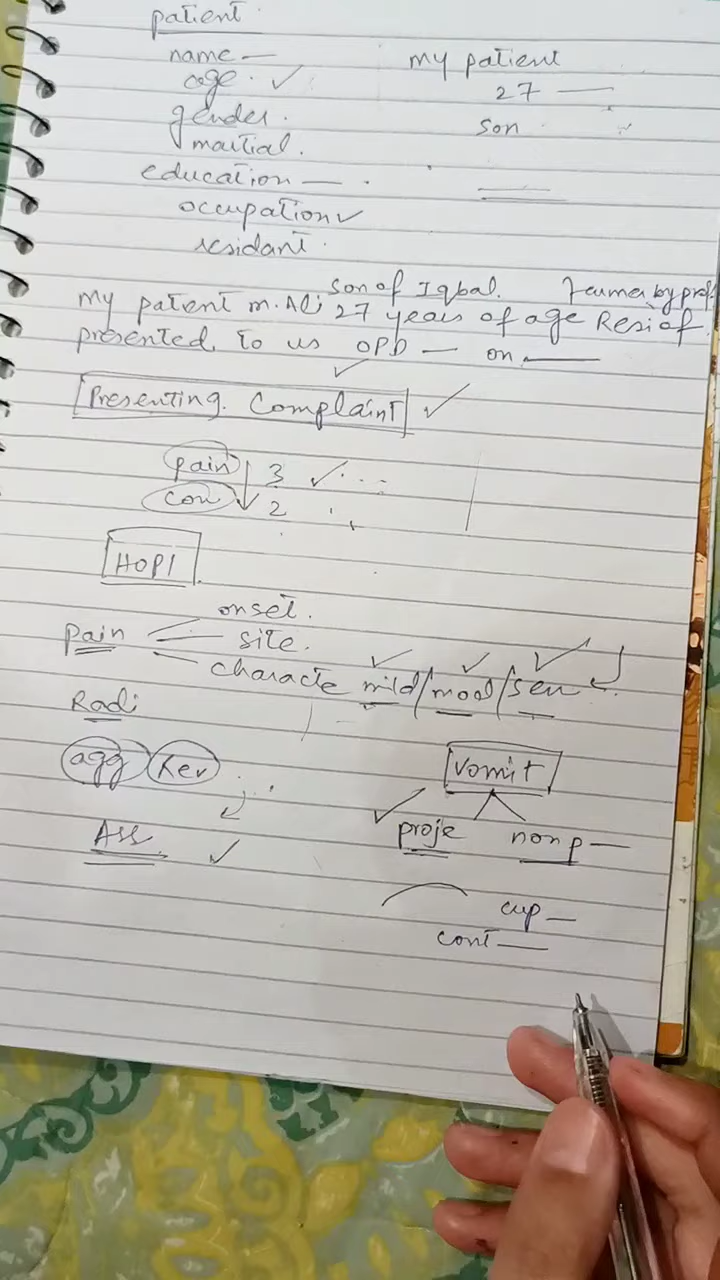 patient
name — my patient
age. ✓ 27 —
gender. son
maitial.
education —
occupation ✓
residant.
son of Iqbal. Farmer by prof.
my patient m. Ali 27 years of age Resi of
presented to us OPD — on —
Presenting Complaint ✓
pain 3 ✓
con 2
HOPI
onset.
pain site.
characte mild/mod/sev
Radi
agg Rev vomit
Ass ✓ proje nonp —
cup —
cont —